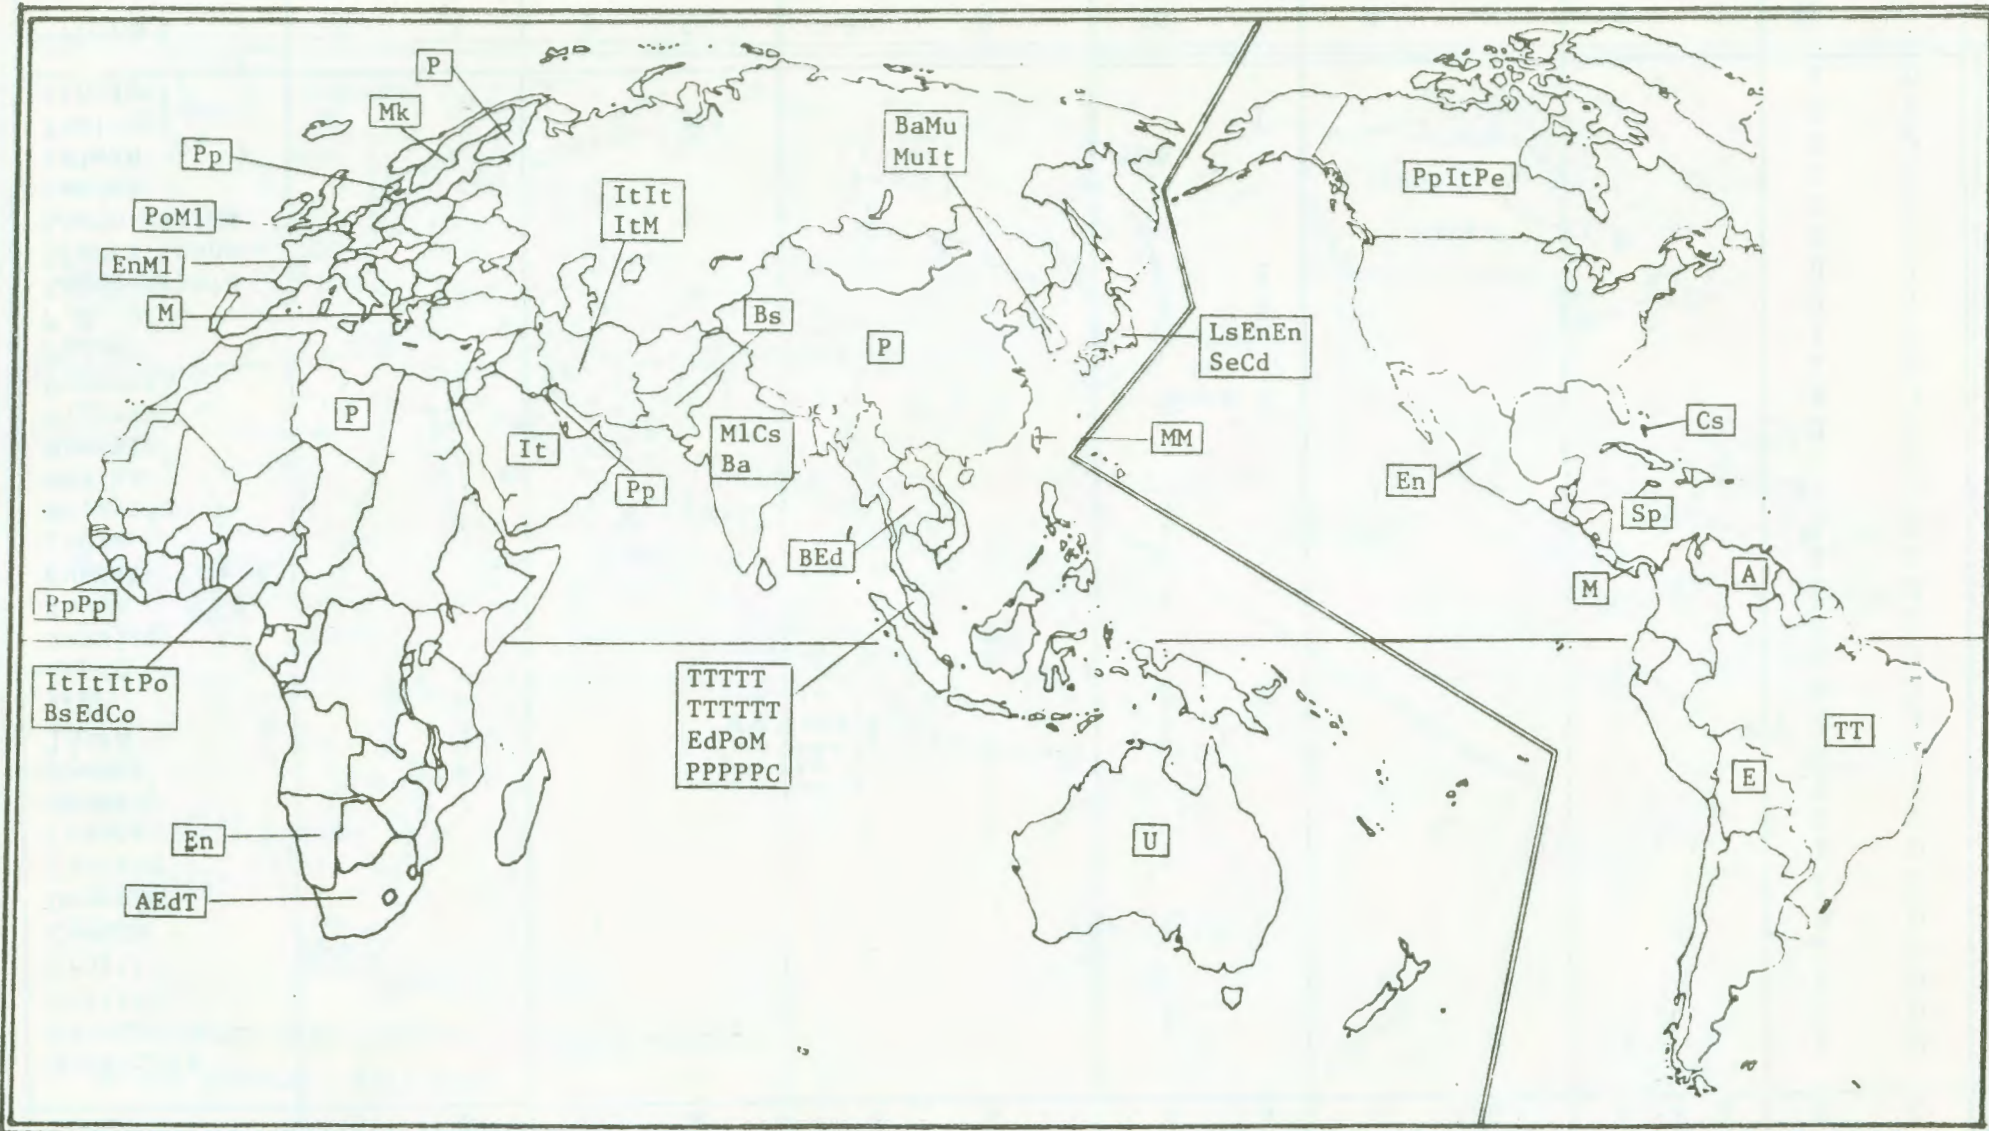 P
Mk
Pp
PoMl
EnMl
M
ItIt
ItM
BaMu
MuIt
PpItPe
Bs
P
LsEnEn
SeCd
P
It
MlCs
Ba
Pp
MM
Cs
En
Sp
BEd
M
A
PpPp
ItItItPo
BsEdCo
TTTTT
TTTTTT
EdPoM
PPPPPC
TT
E
En
U
AEdT